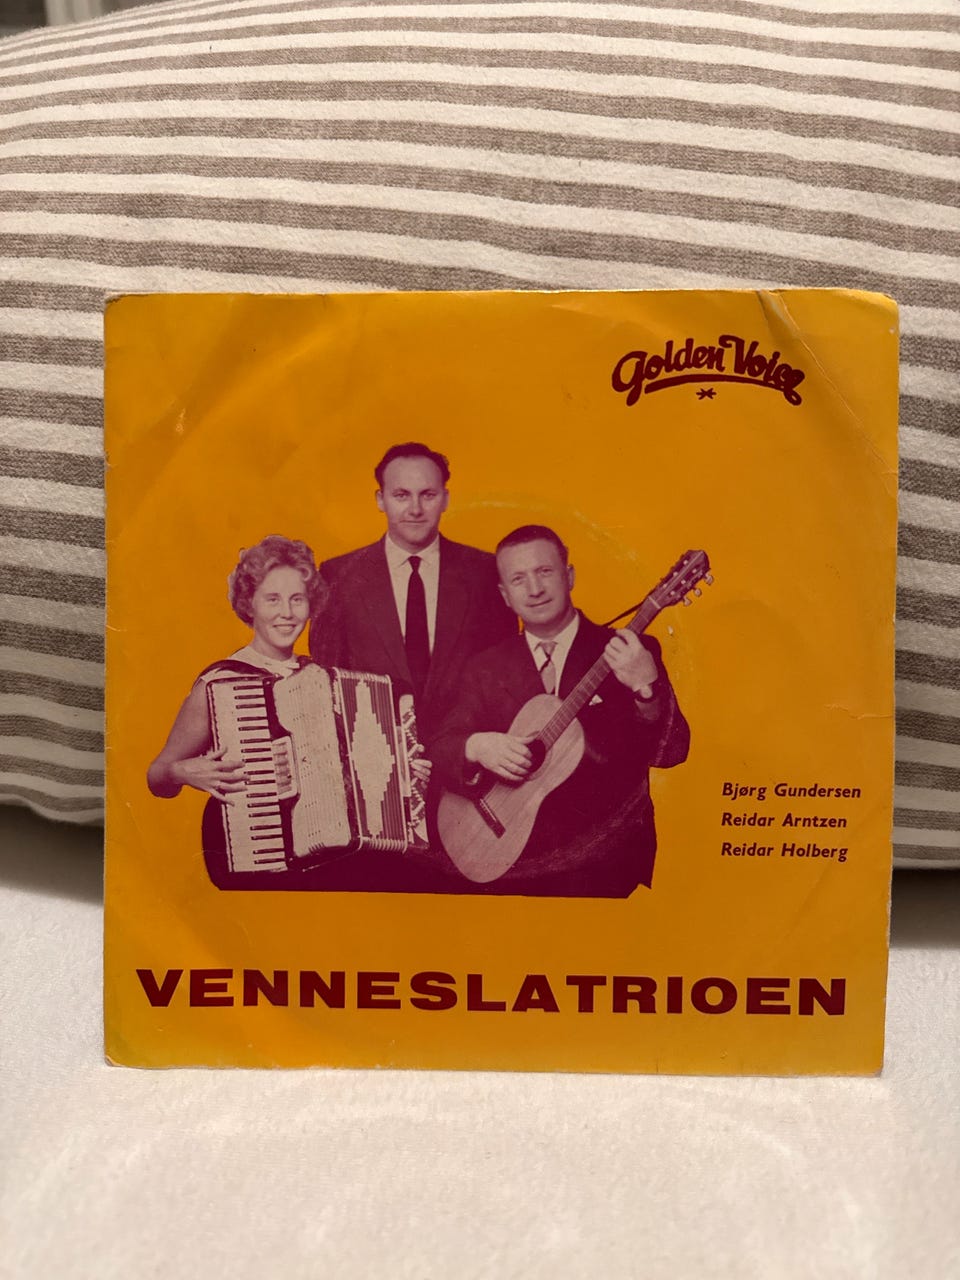 Golden Voice
Bjørg Gundersen
Reidar Arntzen
Reidar Holberg
VENNESLATRIOEN